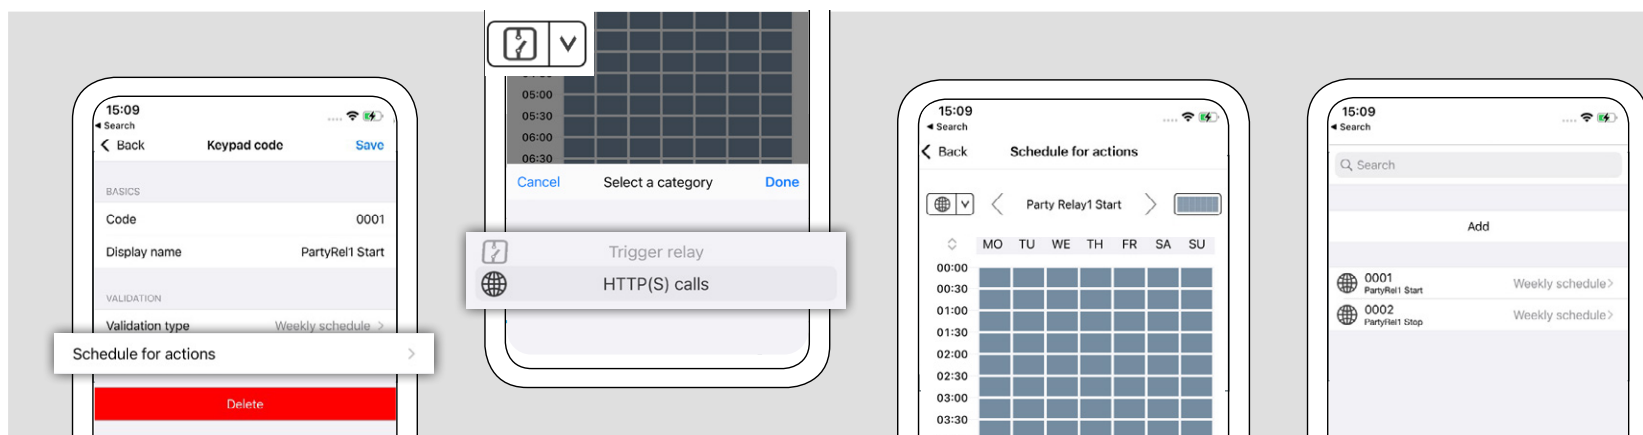 15:09
Search
Back Keypad code Save
BASICS
Code 0001
Display name PartyRel1 Start
VALIDATION
Validation type Weekly schedule
Schedule for actions
Delete
05:00
05:30
06:00
06:30
Cancel Select a category Done
Trigger relay
HTTP(S) calls
15:09
Search
Back Schedule for actions
Party Relay1 Start
MO TU WE TH FR SA SU
00:00
00:30
01:00
01:30
02:00
02:30
03:00
03:30
15:09
Search
Search
Add
0001
PartyRel1 Start Weekly schedule
0002
PartyRel1 Stop Weekly schedule